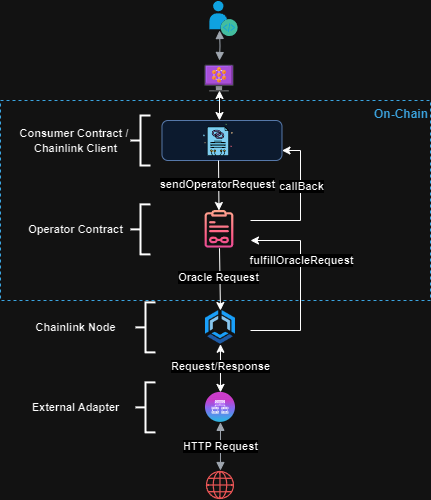 On-Chain
Consumer Contract /
Chainlink Client
sendOperatorRequest
callBack
Operator Contract
fulfillOracleRequest
Oracle Request
Chainlink Node
Request/Response
External Adapter
HTTP Request